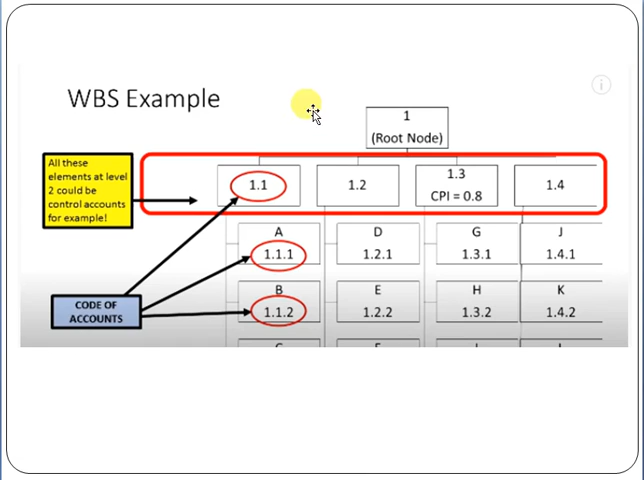 WBS Example
1
(Root Node)
All these
elements at level
2 could be
control accounts
for example!
1.1
1.2
1.3
CPI = 0.8
1.4
A
1.1.1
D
1.2.1
G
1.3.1
J
1.4.1
CODE OF
ACCOUNTS
B
1.1.2
E
1.2.2
H
1.3.2
K
1.4.2